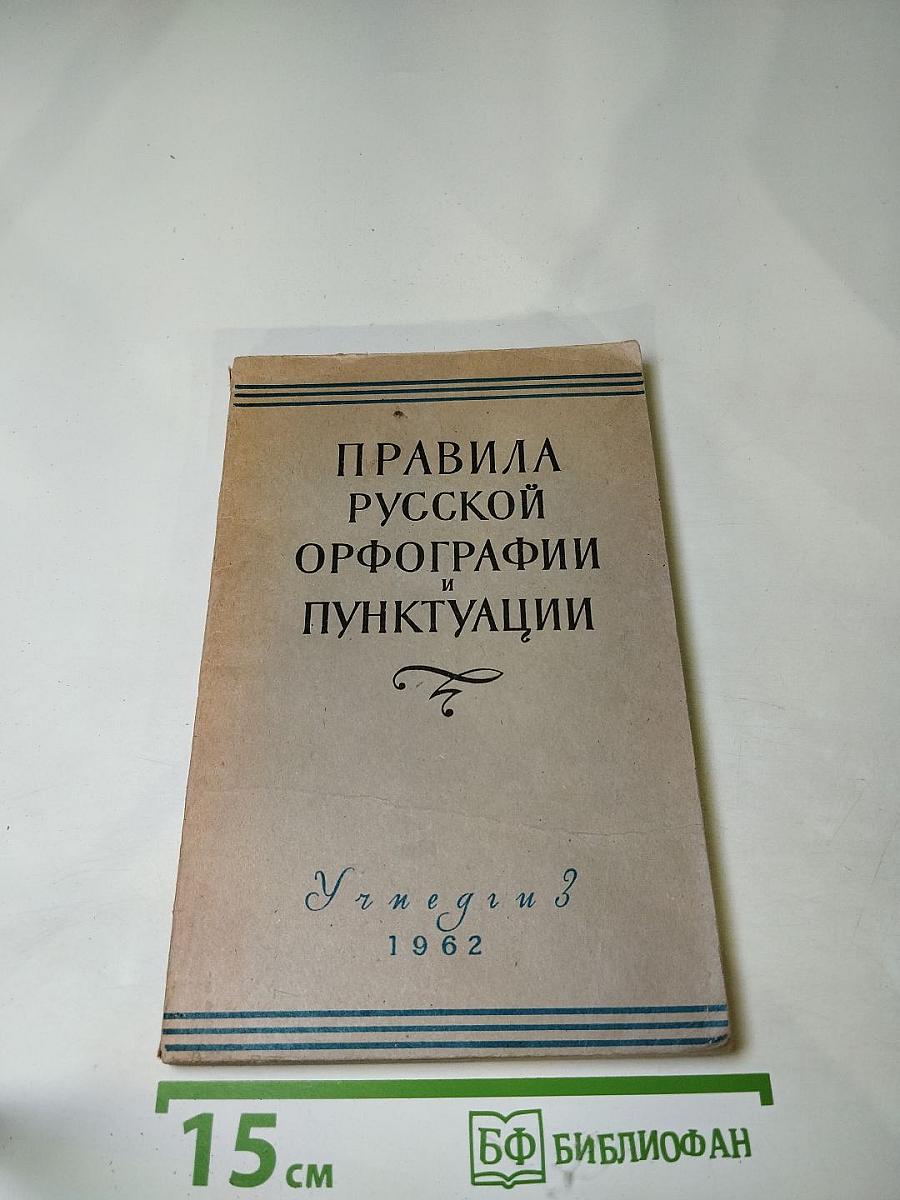 ПРАВИЛА
РУССКОЙ
ОРФОГРАФИИ
И
ПУНКТУАЦИИ
Учпедгиз
1962
15 см
БФ БИБЛИОФАН